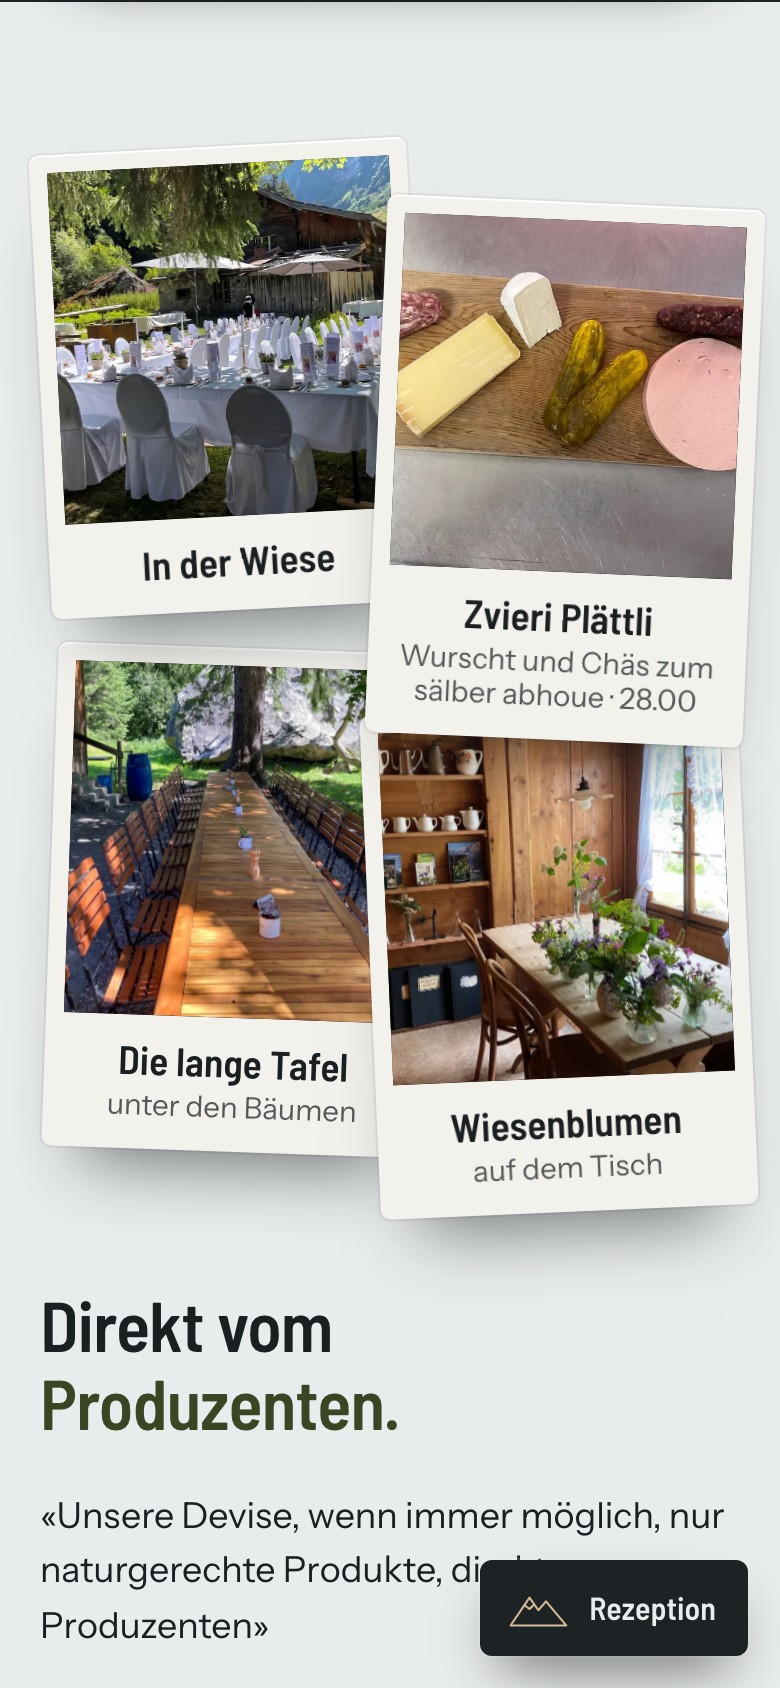 In der Wiese
Zvieri Plättli
Wurscht und Chäs zum
sälber abhoue · 28.00
Die lange Tafel
unter den Bäumen
Wiesenblumen
auf dem Tisch
Direkt vom
Produzenten.
«Unsere Devise, wenn immer möglich, nur
naturgerechte Produkte,
Produzenten»
Rezeption